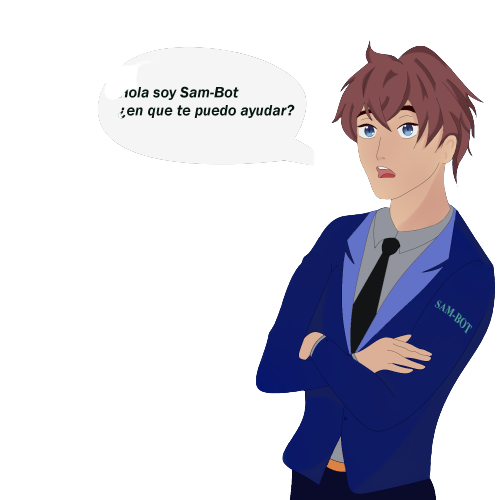 Hola soy Sam-Bot
¿en que te puedo ayudar?
SAM-BOT